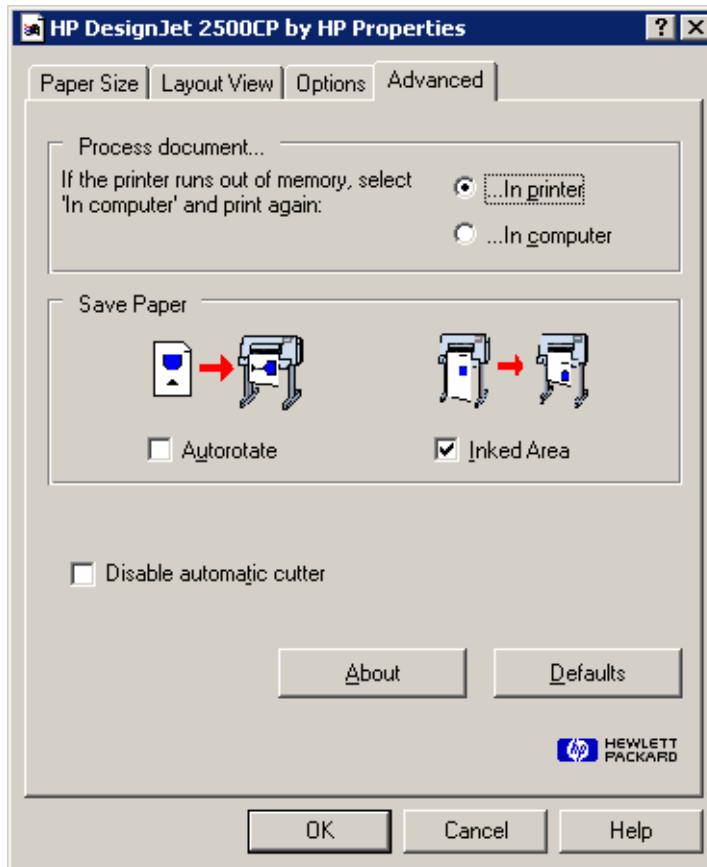 HP DesignJet 2500CP by HP Properties
Paper Size
Layout View
Options
Advanced
Process document...
If the printer runs out of memory, select
'In computer' and print again:
...In printer
...In computer
Save Paper
Autorotate
Inked Area
Disable automatic cutter
About
Defaults
hp HEWLETT
PACKARD
OK
Cancel
Help